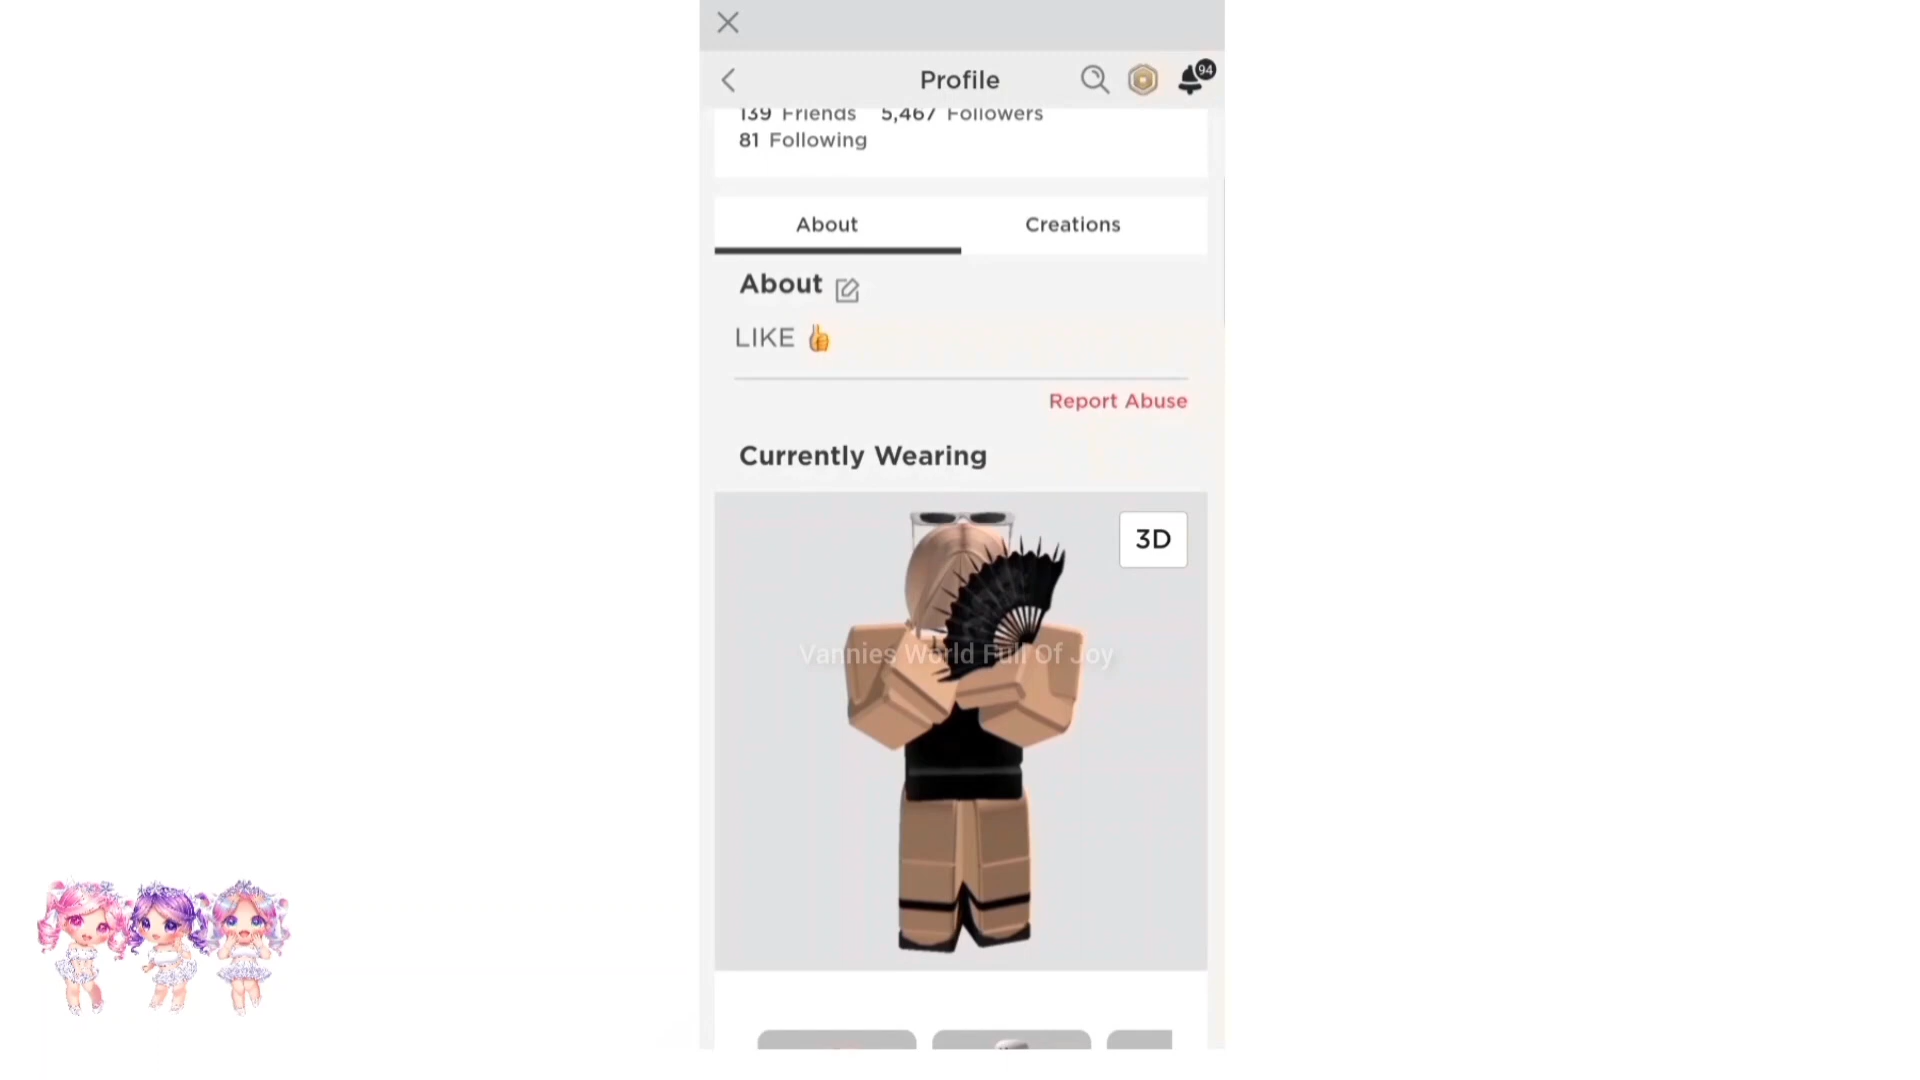 Profile
94
139 Friends 5,467 Followers
81 Following
About Creations
About
LIKE 👍
Report Abuse
Currently Wearing
3D
Vannies World Full Of Joy